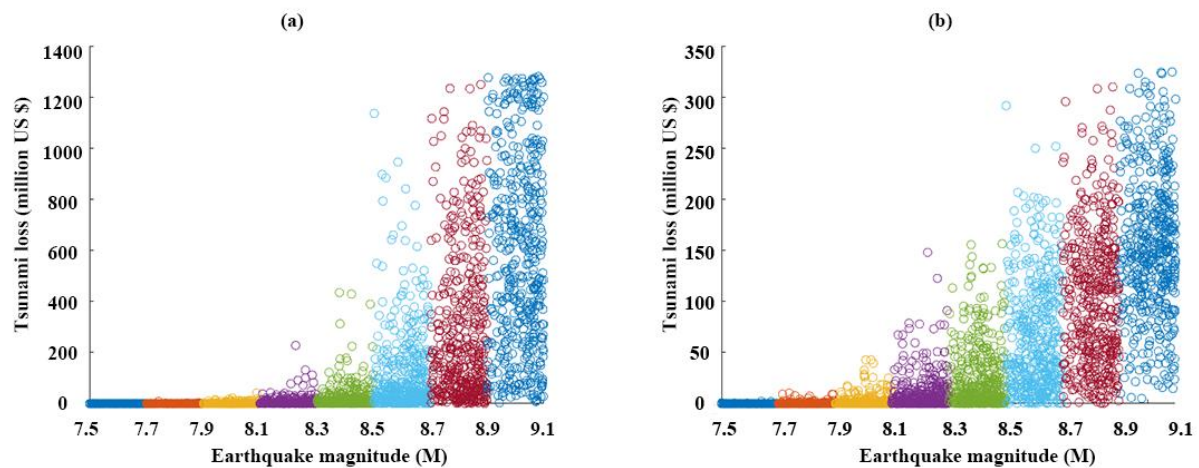 (a)
1400
1200
1000
800
600
400
200
0
Tsunami loss (million US $)
7.5 7.7 7.9 8.1 8.3 8.5 8.7 8.9 9.1
Earthquake magnitude (M)
(b)
350
300
250
200
150
100
50
0
Tsunami loss (million US $)
7.5 7.7 7.9 8.1 8.3 8.5 8.7 8.9 9.1
Earthquake magnitude (M)